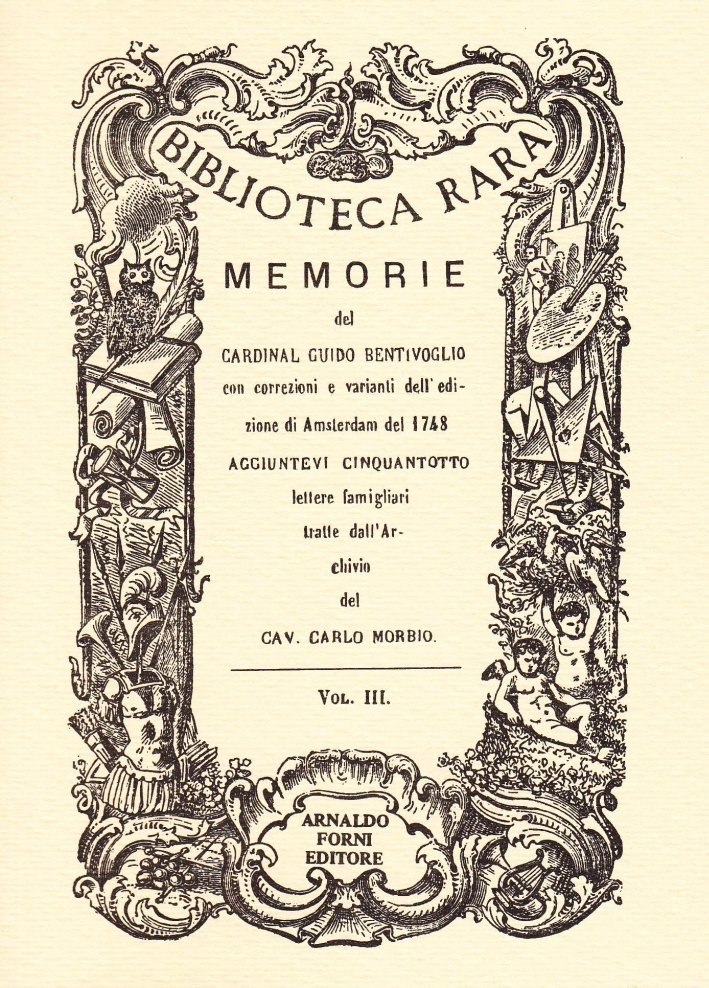 BIBLIOTECA RARA
MEMORIE
del
CARDINAL GUIDO BENTIVOGLIO
con correzioni e varianti dell' edi-
zione di Amsterdam del 1748
AGGIUNTEVI CINQUANTOTTO
lettere famigliari
tratte dall'Ar-
chivio
del
CAV. CARLO MORBIO.
VOL. III.
ARNALDO
FORNI
EDITORE